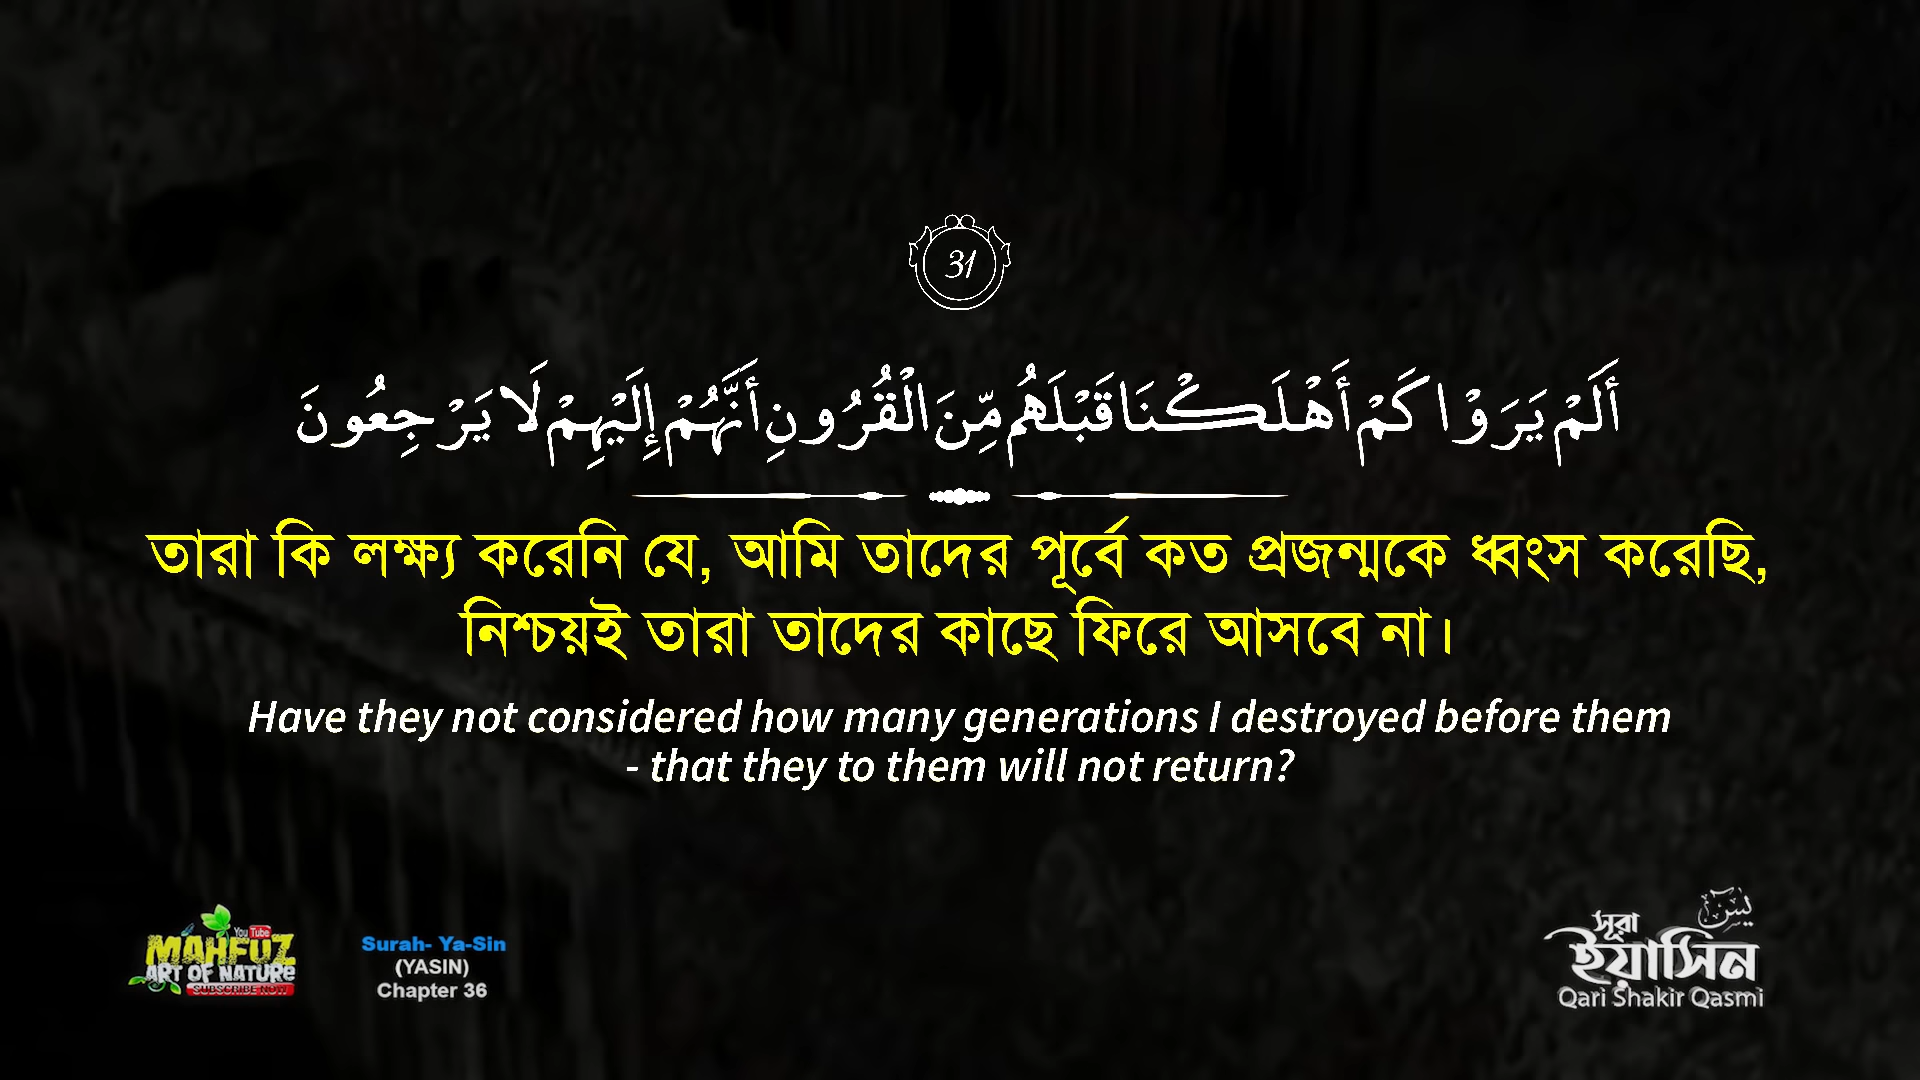 31
أَلَمْ يَرَوْا كَمْ أَهْلَكْنَا قَبْلَهُم مِّنَ الْقُرُونِ أَنَّهُمْ إِلَيْهِمْ لَا يَرْجِعُونَ
তারা কি লক্ষ্য করেনি যে, আমি তাদের পূর্বে কত প্রজন্মকে ধ্বংস করেছি,
নিশ্চয়ই তারা তাদের কাছে ফিরে আসবে না।
Have they not considered how many generations I destroyed before them
- that they to them will not return?
You Tube
MAHFUZ
ART OF NATURE
SUBSCRIBE NOW
Surah- Ya-Sin
(YASIN)
Chapter 36
يس
সূরা
ইয়াসিন
Qari Shakir Qasmi